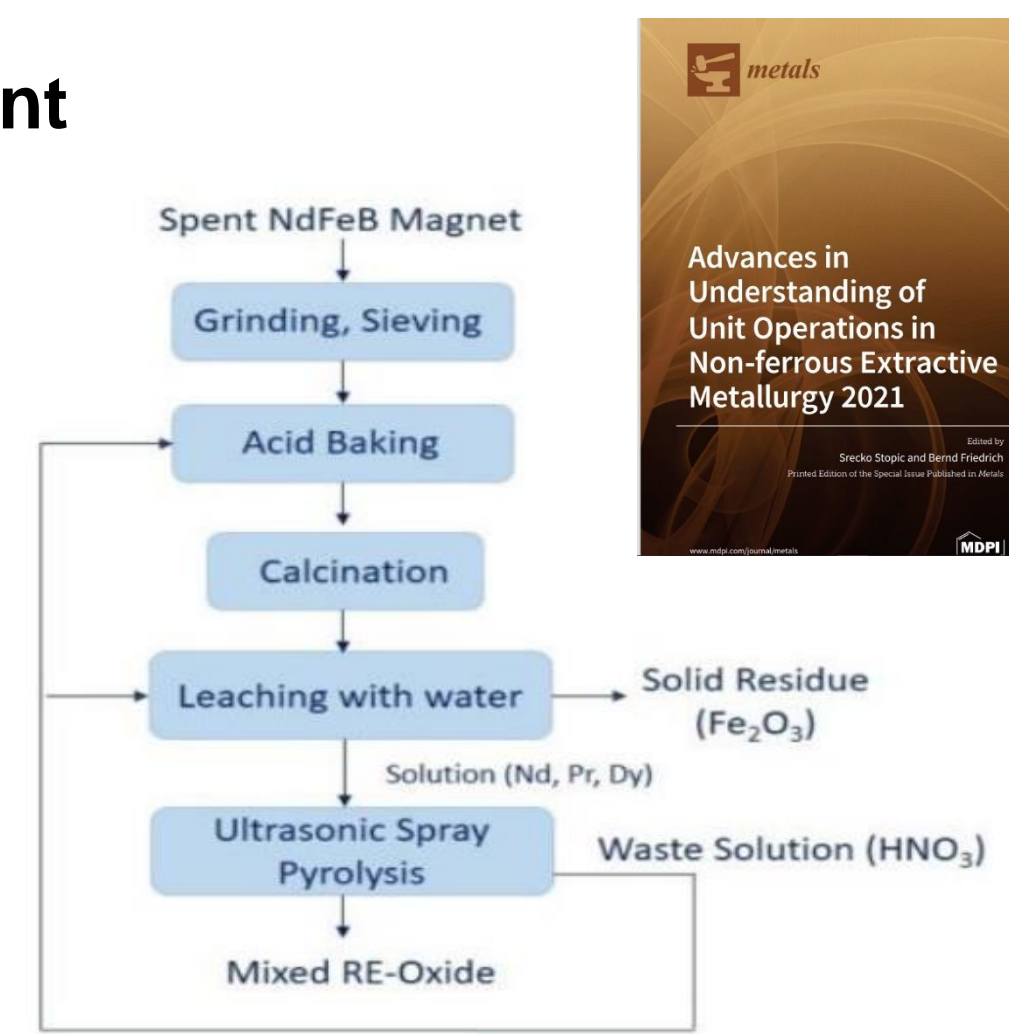 nt
Spent NdFeB Magnet
Grinding, Sieving
Acid Baking
Calcination
Leaching with water
Solid Residue
(Fe₂O₃)
Solution (Nd, Pr, Dy)
Ultrasonic Spray
Pyrolysis
Waste Solution (HNO₃)
Mixed RE-Oxide
metals
Advances in
Understanding of
Unit Operations in
Non-ferrous Extractive
Metallurgy 2021
Edited by
Srecko Stopic and Bernd Friedrich
Printed Edition of the Special Issue Published in Metals
www.mdpi.com/journal/metals
MDPI